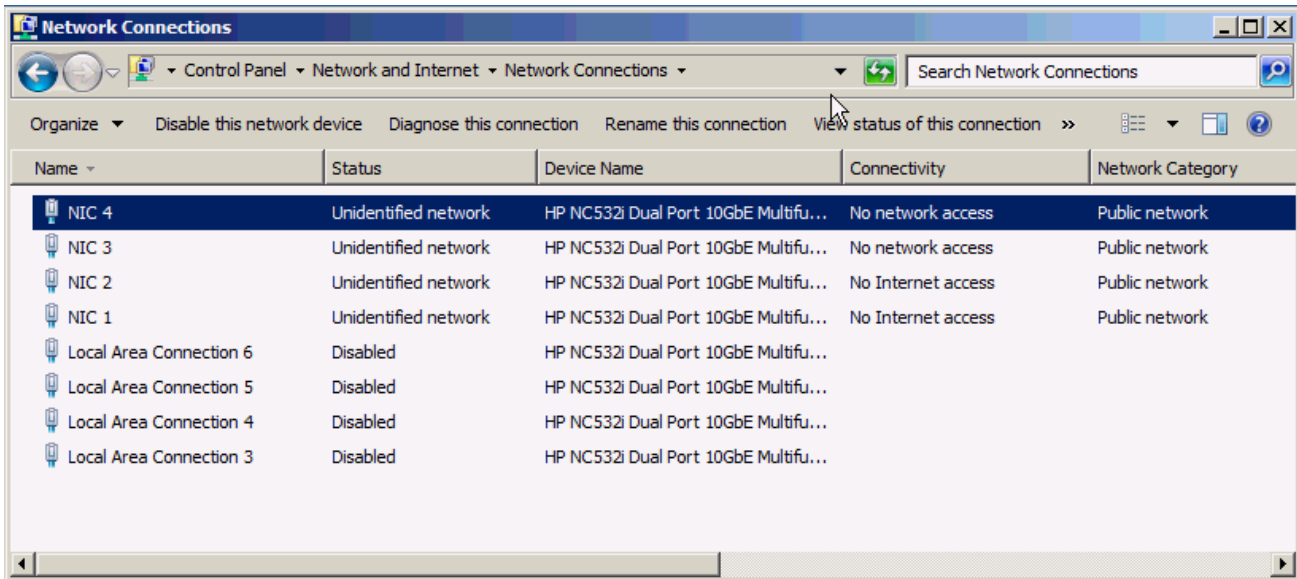 Network Connections
Control Panel Network and Internet Network Connections Search Network Connections
Organize Disable this network device Diagnose this connection Rename this connection View status of this connection »
Name Status Device Name Connectivity Network Category
NIC 4 Unidentified network HP NC532i Dual Port 10GbE Multifu... No network access Public network
NIC 3 Unidentified network HP NC532i Dual Port 10GbE Multifu... No network access Public network
NIC 2 Unidentified network HP NC532i Dual Port 10GbE Multifu... No Internet access Public network
NIC 1 Unidentified network HP NC532i Dual Port 10GbE Multifu... No Internet access Public network
Local Area Connection 6 Disabled HP NC532i Dual Port 10GbE Multifu...
Local Area Connection 5 Disabled HP NC532i Dual Port 10GbE Multifu...
Local Area Connection 4 Disabled HP NC532i Dual Port 10GbE Multifu...
Local Area Connection 3 Disabled HP NC532i Dual Port 10GbE Multifu...